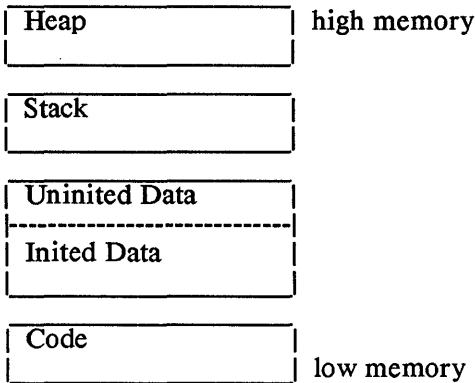 Heap high memory
Stack
Uninited Data
Inited Data
Code
low memory